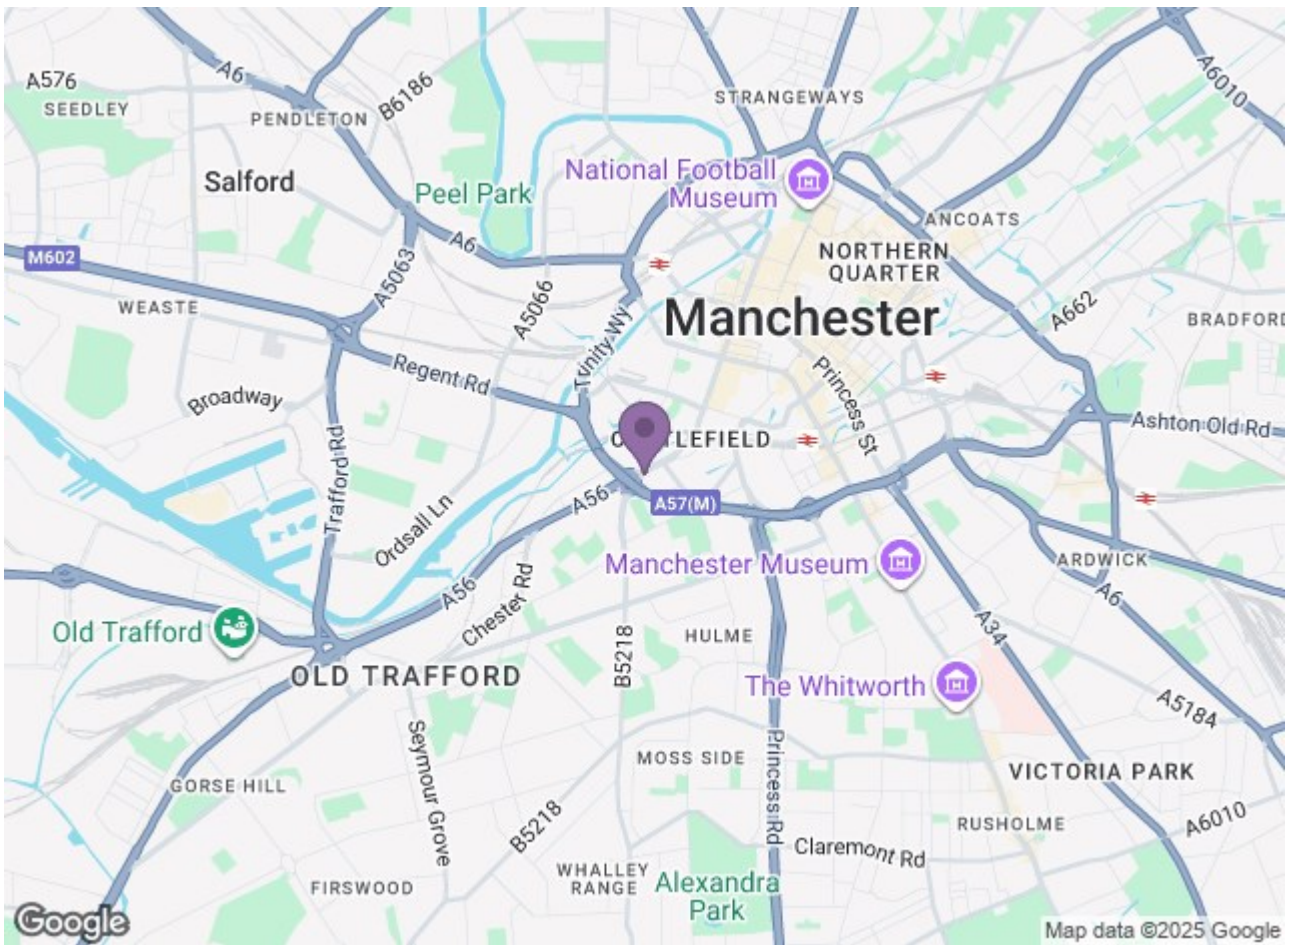 A576
SEEDLEY
A6
PENDLETON
B6186
STRANGEWAYS
A6010
Salford
Peel Park
National Football
Museum
ANCOATS
NORTHERN
QUARTER
A6
M602
A5063
WEASTE
A5066
Trinity Wy
Manchester
A662
BRADFORD
Regent Rd
Broadway
Princess St
Ashton Old Rd
Trafford Rd
Ordsall Ln
A56
A57(M)
Manchester Museum
ARDWICK
A6
A56
Chester Rd
Old Trafford
OLD TRAFFORD
B5218
HULME
A34
The Whitworth
A5184
Seymour Grove
MOSS SIDE
Princess Rd
VICTORIA PARK
GORSE HILL
B5218
RUSHOLME
A6010
Claremont Rd
FIRSWOOD
WHALLEY
RANGE
Alexandra
Park
Google
Map data ©2025 Google